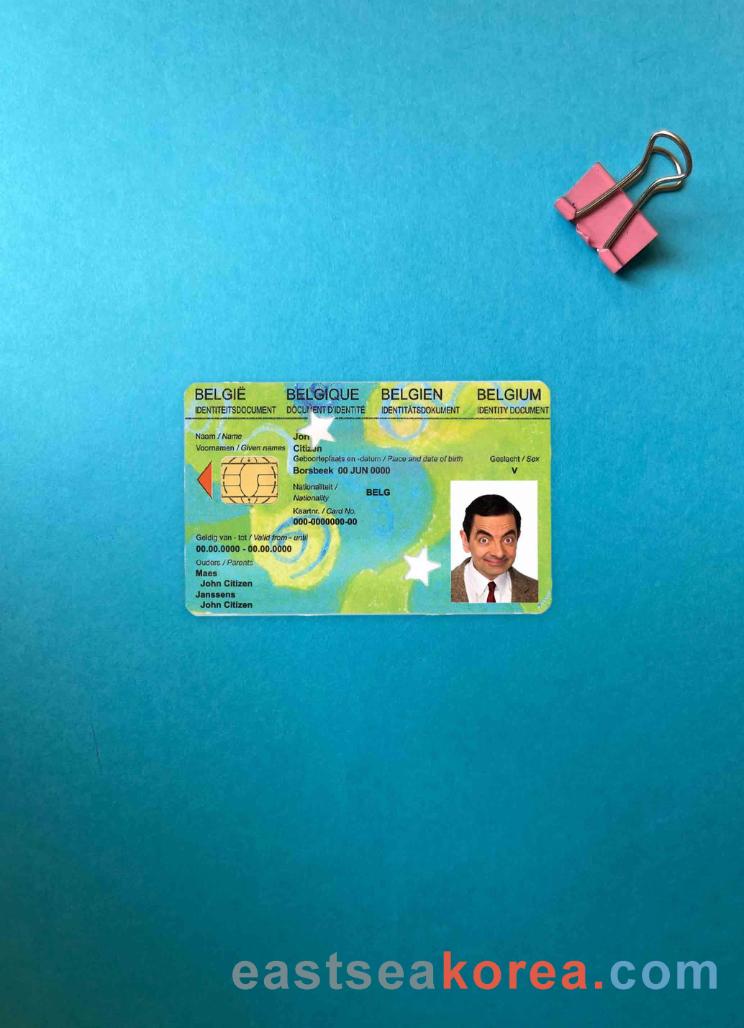 BELGIË BELGIQUE BELGIEN BELGIUM
IDENTITEITSDOCUMENT DOCUMENT D'IDENTITÉ IDENTITÄTSDOKUMENT IDENTITY DOCUMENT
Naam / Name Jon
Voornamen / Given names Citizen
Geboorteplaats en -datum / Place and date of birth Geslacht / Sex
Borsbeek 00 JUN 0000 V
Nationaliteit /
Nationality BELG
Kaartnr. / Card No.
000-0000000-00
Geldig van - tot / Valid from - until
00.00.0000 - 00.00.0000
Ouders / Parents
Maes
John Citizen
Janssens
John Citizen
eastseakorea.com